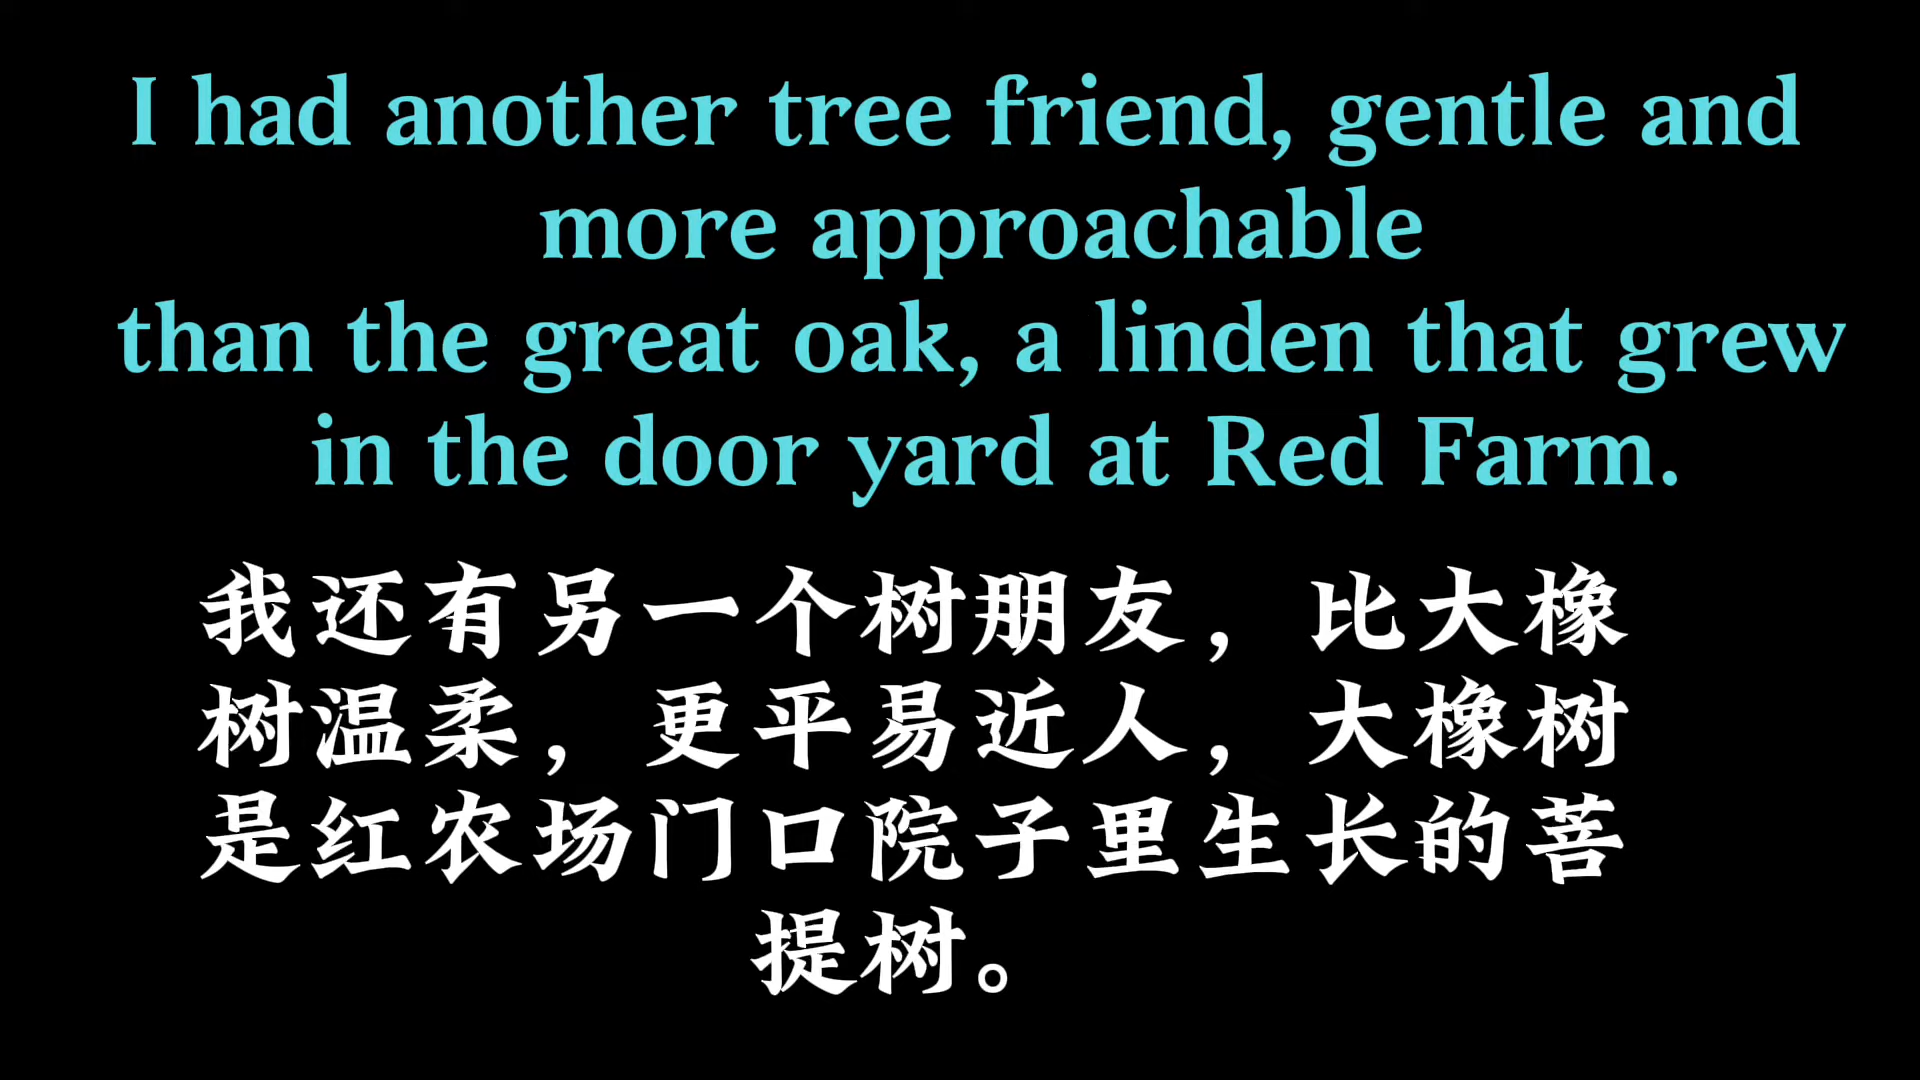 I had another tree friend, gentle and
more approachable
than the great oak, a linden that grew
in the door yard at Red Farm.
我还有另一个树朋友，比大橡
树温柔，更平易近人，大橡树
是红农场门口院子里生长的菩
提树。